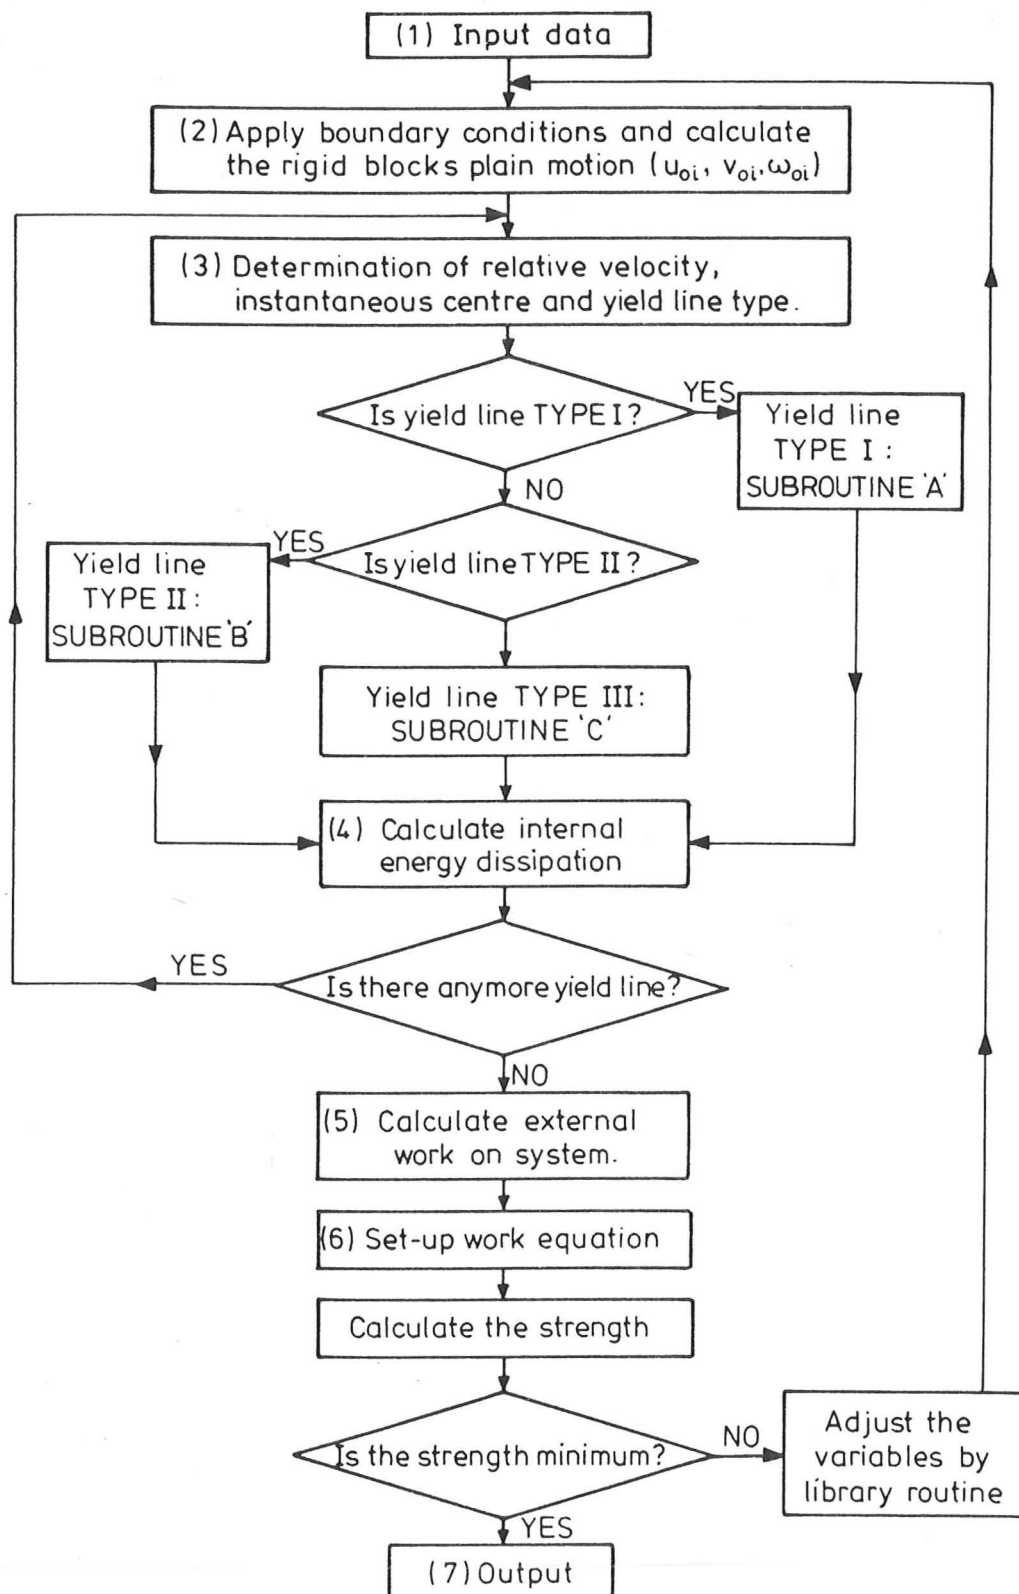 (1) Input data
(2) Apply boundary conditions and calculate
the rigid blocks plain motion (uoi, voi, ωoi)
(3) Determination of relative velocity,
instantaneous centre and yield line type.
Is yield line TYPE I?
YES
Yield line
TYPE I :
SUBROUTINE 'A'
NO
Is yield line TYPE II ?
YES
Yield line
TYPE II :
SUBROUTINE 'B'
Yield line TYPE III:
SUBROUTINE 'C'
(4) Calculate internal
energy dissipation
Is there anymore yield line?
YES
NO
(5) Calculate external
work on system.
(6) Set-up work equation
Calculate the strength
Is the strength minimum?
NO
Adjust the
variables by
library routine
YES
(7) Output